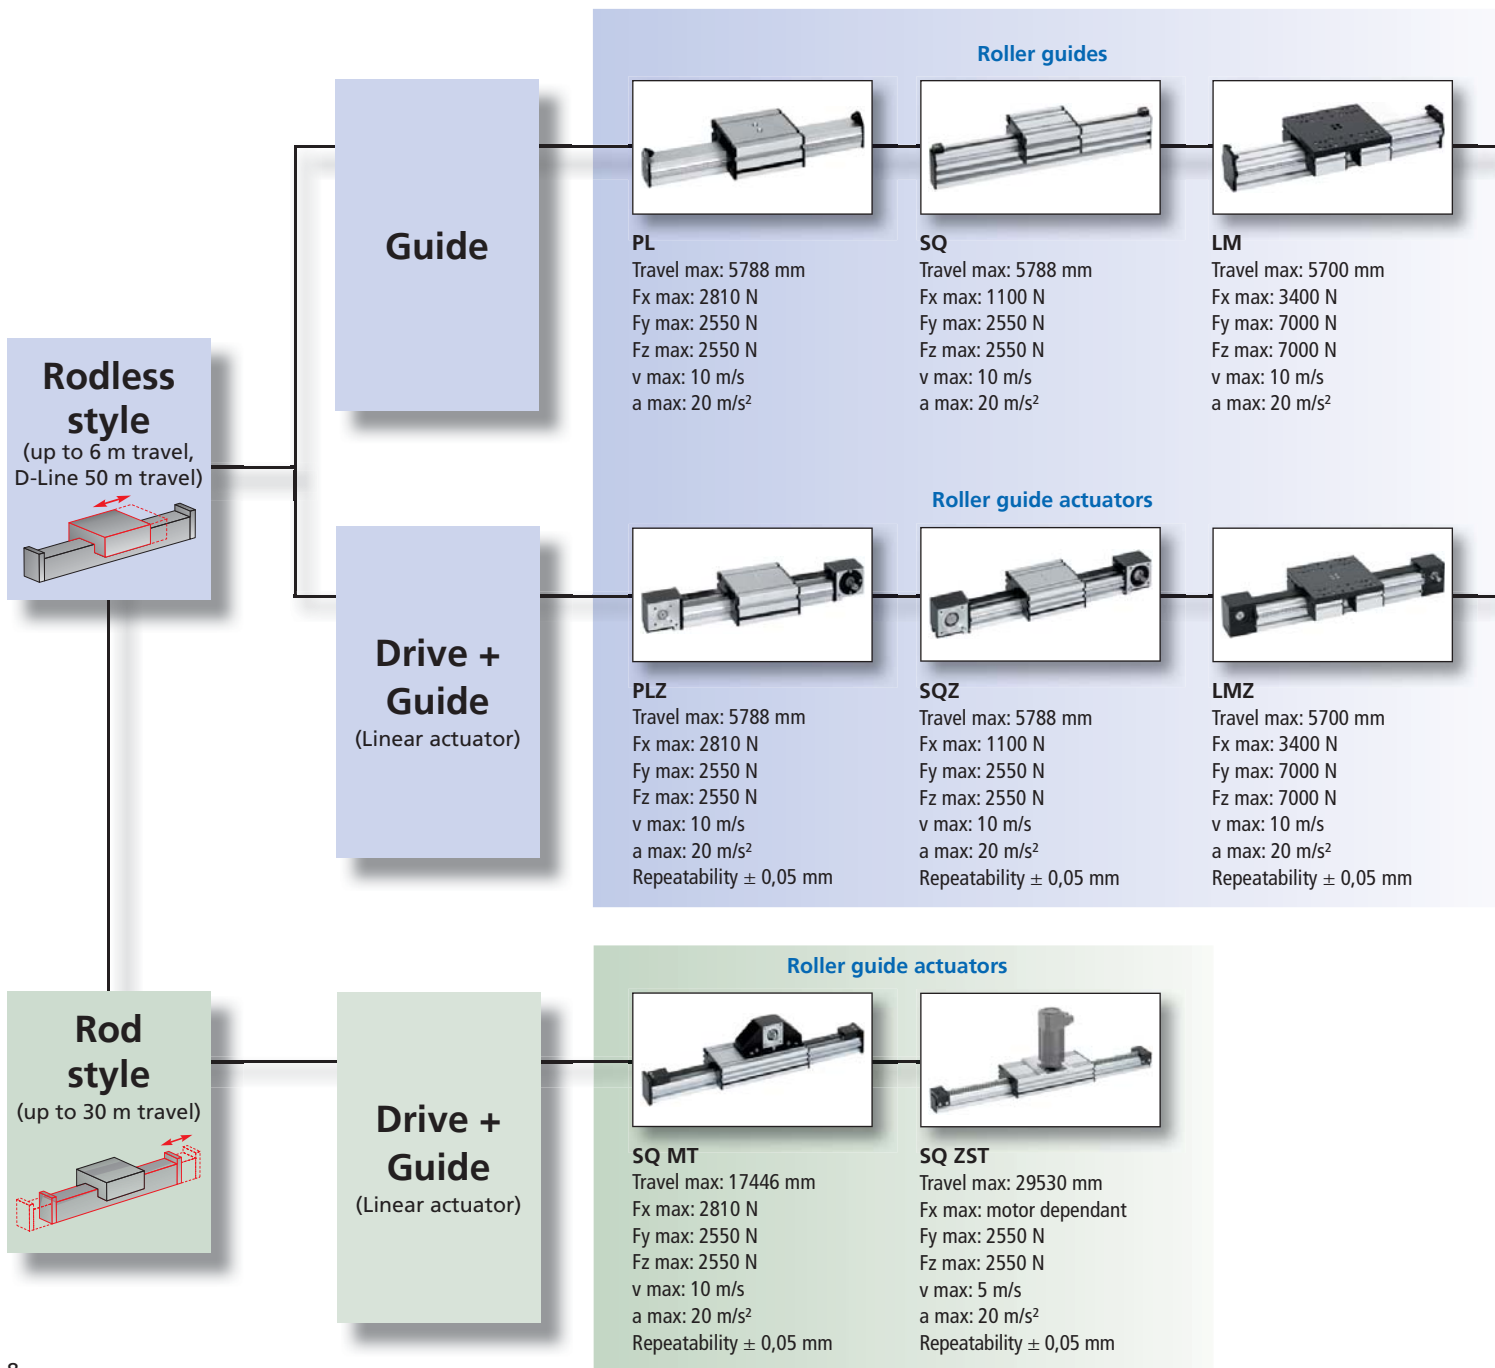 Roller guides
Guide
PL
Travel max: 5788 mm
Fx max: 2810 N
Fy max: 2550 N
Fz max: 2550 N
v max: 10 m/s
a max: 20 m/s²
SQ
Travel max: 5788 mm
Fx max: 1100 N
Fy max: 2550 N
Fz max: 2550 N
v max: 10 m/s
a max: 20 m/s²
LM
Travel max: 5700 mm
Fx max: 3400 N
Fy max: 7000 N
Fz max: 7000 N
v max: 10 m/s
a max: 20 m/s²
Rodless
style
(up to 6 m travel,
D-Line 50 m travel)
Roller guide actuators
Drive +
Guide
(Linear actuator)
PLZ
Travel max: 5788 mm
Fx max: 2810 N
Fy max: 2550 N
Fz max: 2550 N
v max: 10 m/s
a max: 20 m/s²
Repeatability ± 0,05 mm
SQZ
Travel max: 5788 mm
Fx max: 1100 N
Fy max: 2550 N
Fz max: 2550 N
v max: 10 m/s
a max: 20 m/s²
Repeatability ± 0,05 mm
LMZ
Travel max: 5700 mm
Fx max: 3400 N
Fy max: 7000 N
Fz max: 7000 N
v max: 10 m/s
a max: 20 m/s²
Repeatability ± 0,05 mm
Roller guide actuators
Rod
style
(up to 30 m travel)
Drive +
Guide
(Linear actuator)
SQ MT
Travel max: 17446 mm
Fx max: 2810 N
Fy max: 2550 N
Fz max: 2550 N
v max: 10 m/s
a max: 20 m/s²
Repeatability ± 0,05 mm
SQ ZST
Travel max: 29530 mm
Fx max: motor dependant
Fy max: 2550 N
Fz max: 2550 N
v max: 5 m/s
a max: 20 m/s²
Repeatability ± 0,05 mm